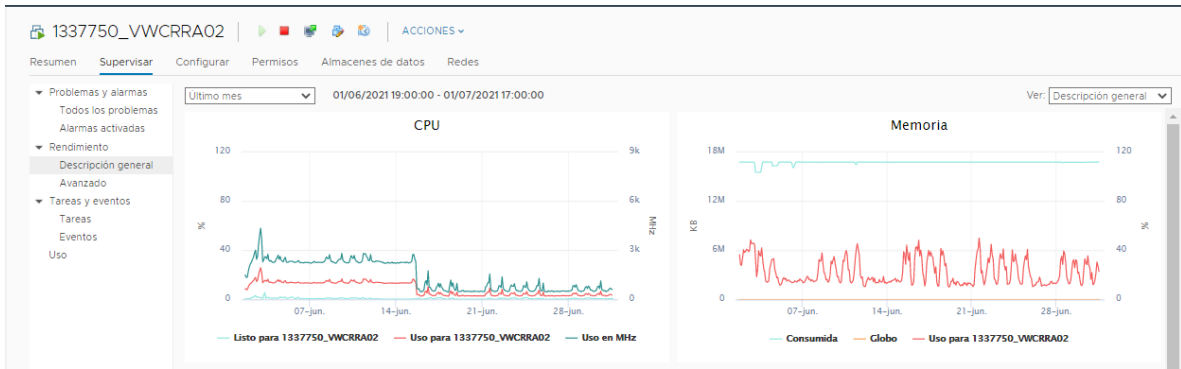 1337750_VWCRRA02
ACCIONES
Resumen Supervisar Configurar Permisos Almacenes de datos Redes
Problemas y alarmas
Todos los problemas
Alarmas activadas
Rendimiento
Descripción general
Avanzado
Tareas y eventos
Tareas
Eventos
Uso
Último mes
01/06/2021 19:00:00 - 01/07/2021 17:00:00
Ver: Descripción general
CPU
120
80
40
0
%
9k
6k
3k
0
MHz
07-jun. 14-jun. 21-jun. 28-jun.
Listo para 1337750_VWCRRA02 Uso para 1337750_VWCRRA02 Uso en MHz
Memoria
18M
12M
6M
0
KB
120
80
40
0
%
07-jun. 14-jun. 21-jun. 28-jun.
Consumida Globo Uso para 1337750_VWCRRA02